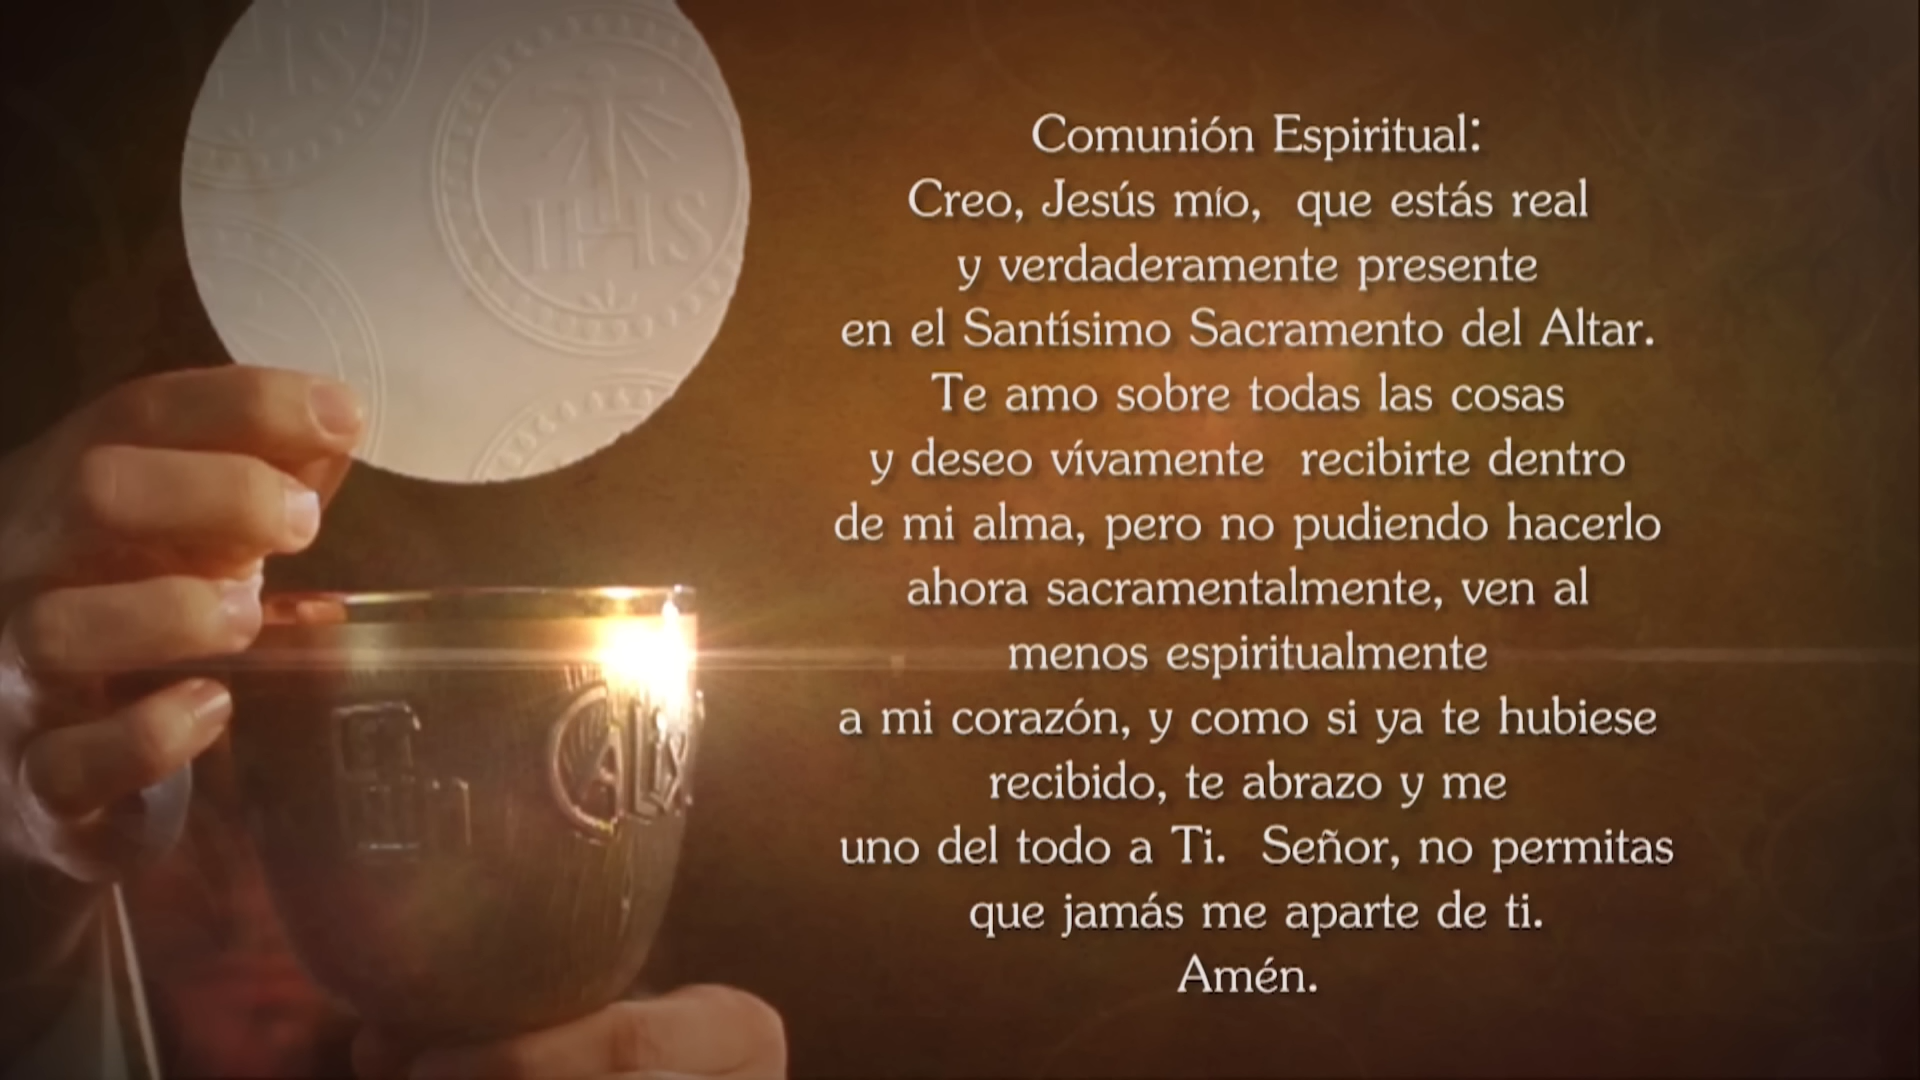 Comunión Espiritual:
Creo, Jesús mío, que estás real
y verdaderamente presente
en el Santísimo Sacramento del Altar.
Te amo sobre todas las cosas
y deseo vívamente recibirte dentro
de mi alma, pero no pudiendo hacerlo
ahora sacramentalmente, ven al
menos espiritualmente
a mi corazón, y como si ya te hubiese
recibido, te abrazo y me
uno del todo a Ti. Señor, no permitas
que jamás me aparte de ti.
Amén.
IHS
CALIX